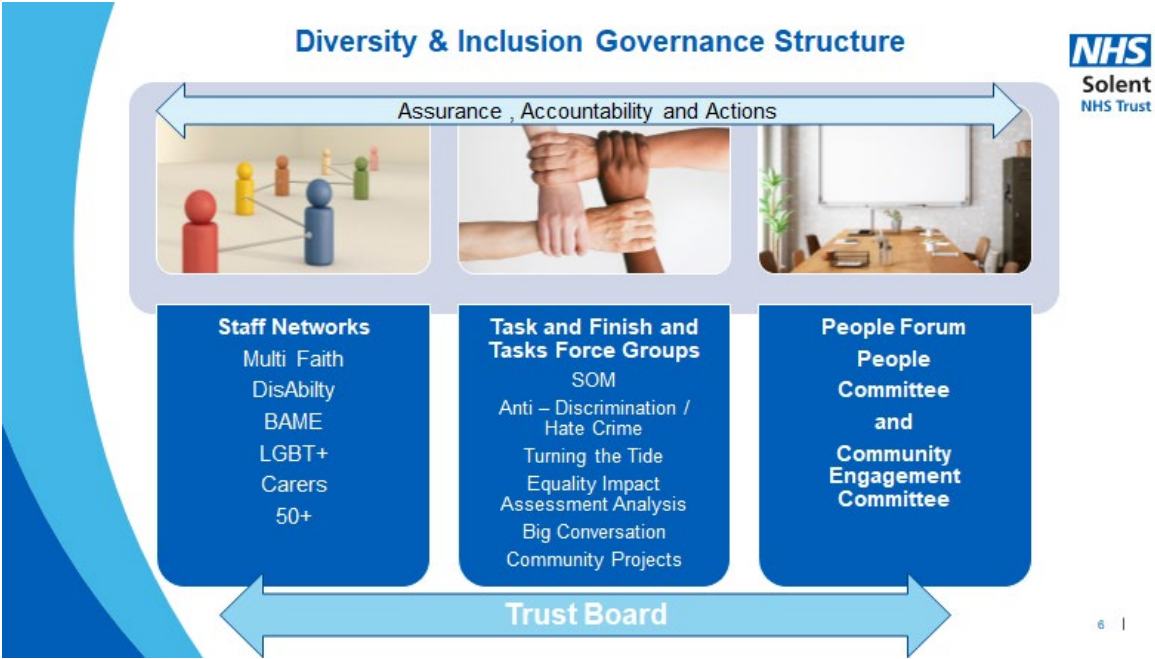 Diversity & Inclusion Governance Structure
NHS
Solent
NHS Trust
Assurance , Accountability and Actions
Staff Networks
Multi Faith
DisAbilty
BAME
LGBT+
Carers
50+
Task and Finish and
Tasks Force Groups
SOM
Anti – Discrimination /
Hate Crime
Turning the Tide
Equality Impact
Assessment Analysis
Big Conversation
Community Projects
People Forum
People
Committee
and
Community
Engagement
Committee
Trust Board
6 |